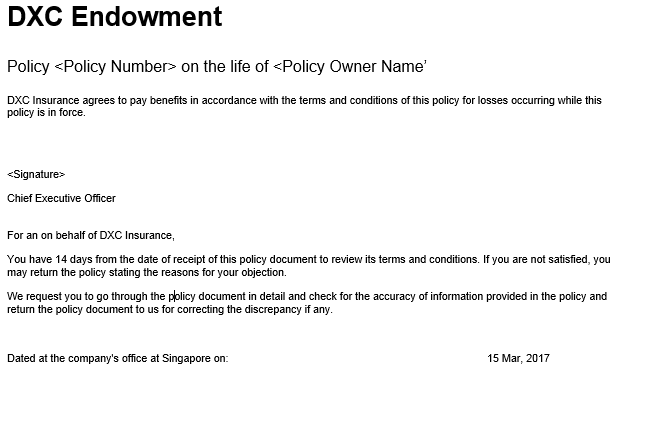 DXC Endowment
Policy <Policy Number> on the life of <Policy Owner Name'
DXC Insurance agrees to pay benefits in accordance with the terms and conditions of this policy for losses occurring while this
policy is in force.
<Signature>
Chief Executive Officer
For an on behalf of DXC Insurance,
You have 14 days from the date of receipt of this policy document to review its terms and conditions. If you are not satisfied, you
may return the policy stating the reasons for your objection.
We request you to go through the policy document in detail and check for the accuracy of information provided in the policy and
return the policy document to us for correcting the discrepancy if any.
Dated at the company's office at Singapore on: 15 Mar, 2017